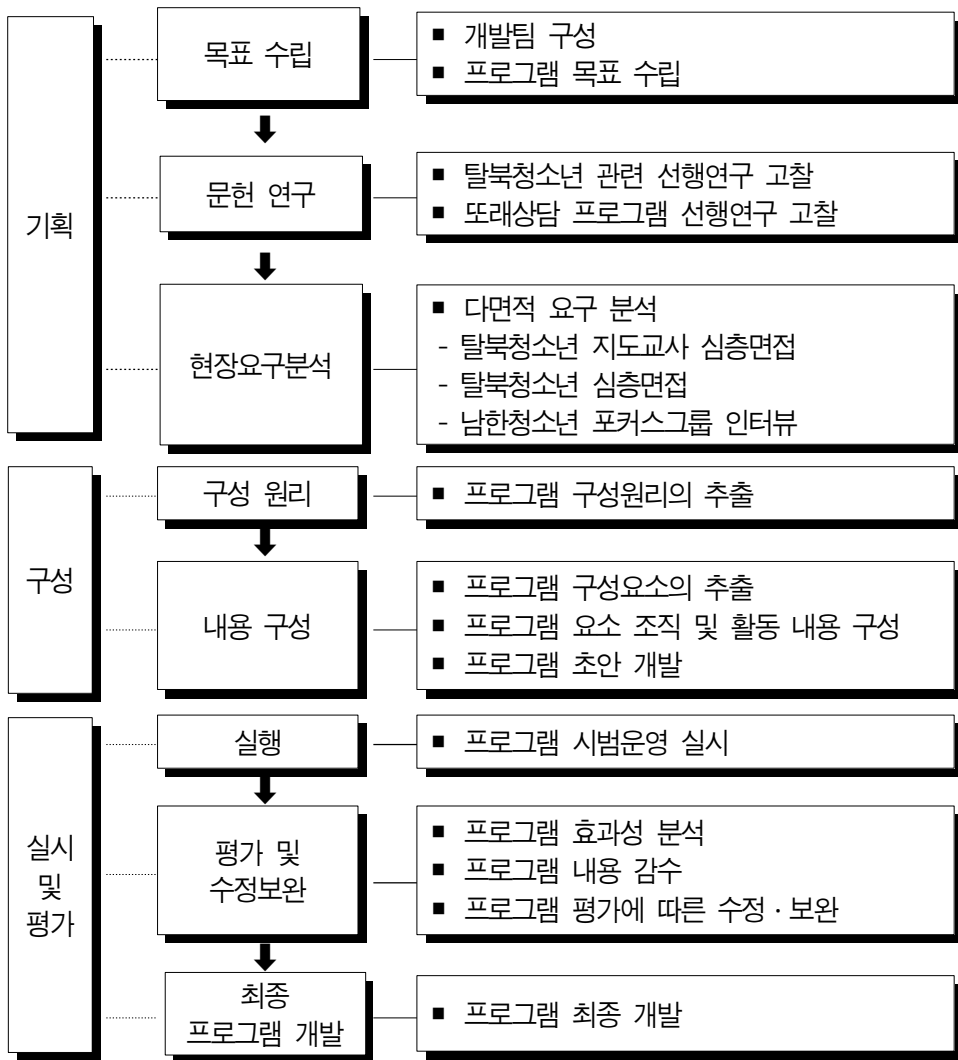 기획
목표 수립
■ 개발팀 구성
■ 프로그램 목표 수립
문헌 연구
■ 탈북청소년 관련 선행연구 고찰
■ 또래상담 프로그램 선행연구 고찰
현장요구분석
■ 다면적 요구 분석
- 탈북청소년 지도교사 심층면접
- 탈북청소년 심층면접
- 남한청소년 포커스그룹 인터뷰
구성
구성 원리
■ 프로그램 구성원리의 추출
내용 구성
■ 프로그램 구성요소의 추출
■ 프로그램 요소 조직 및 활동 내용 구성
■ 프로그램 초안 개발
실시
및
평가
실행
■ 프로그램 시범운영 실시
평가 및
수정보완
■ 프로그램 효과성 분석
■ 프로그램 내용 감수
■ 프로그램 평가에 따른 수정·보완
최종
프로그램 개발
■ 프로그램 최종 개발